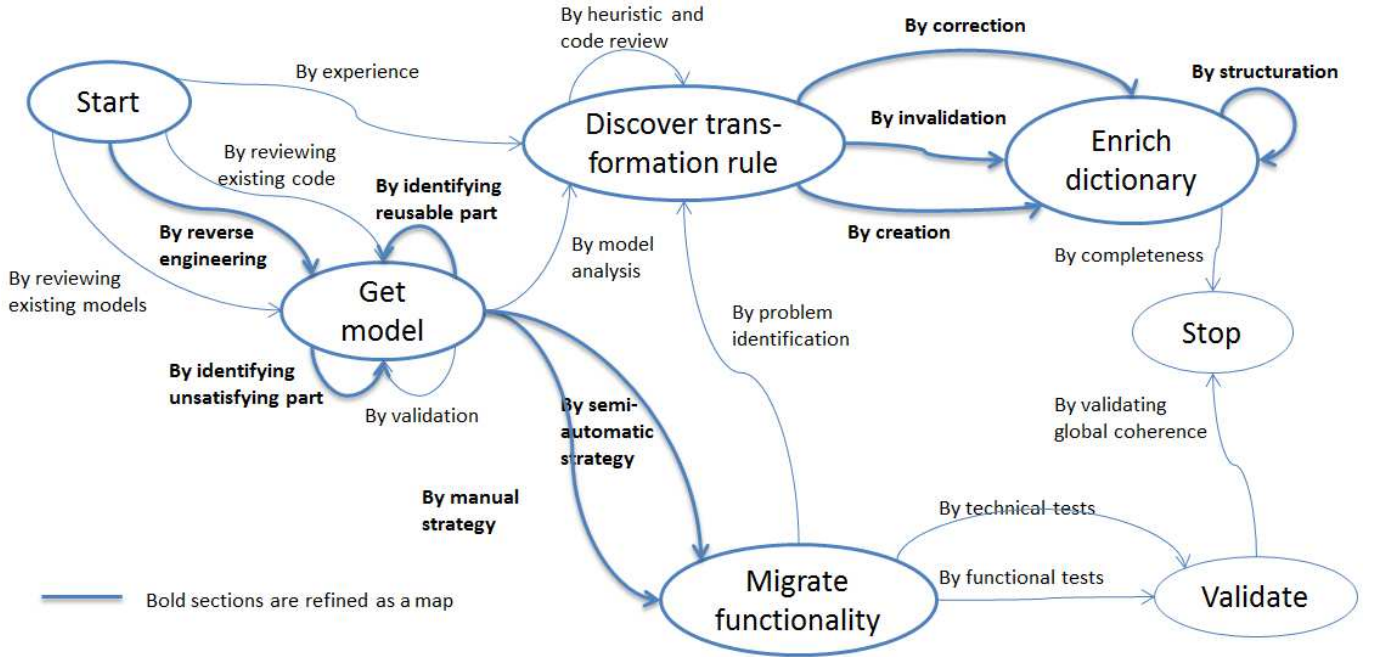 By heuristic and
code review
By correction
By experience
By structuration
Start
Discover trans-
formation rule
By invalidation
Enrich
dictionary
By reviewing
existing code
By identifying
reusable part
By reverse
engineering
By creation
By model
analysis
By completeness
By reviewing
existing models
Get
model
By problem
identification
Stop
By identifying
unsatisfying part
By validation
By semi-
automatic
strategy
By validating
global coherence
By manual
strategy
By technical tests
By functional tests
Migrate
functionality
Validate
Bold sections are refined as a map